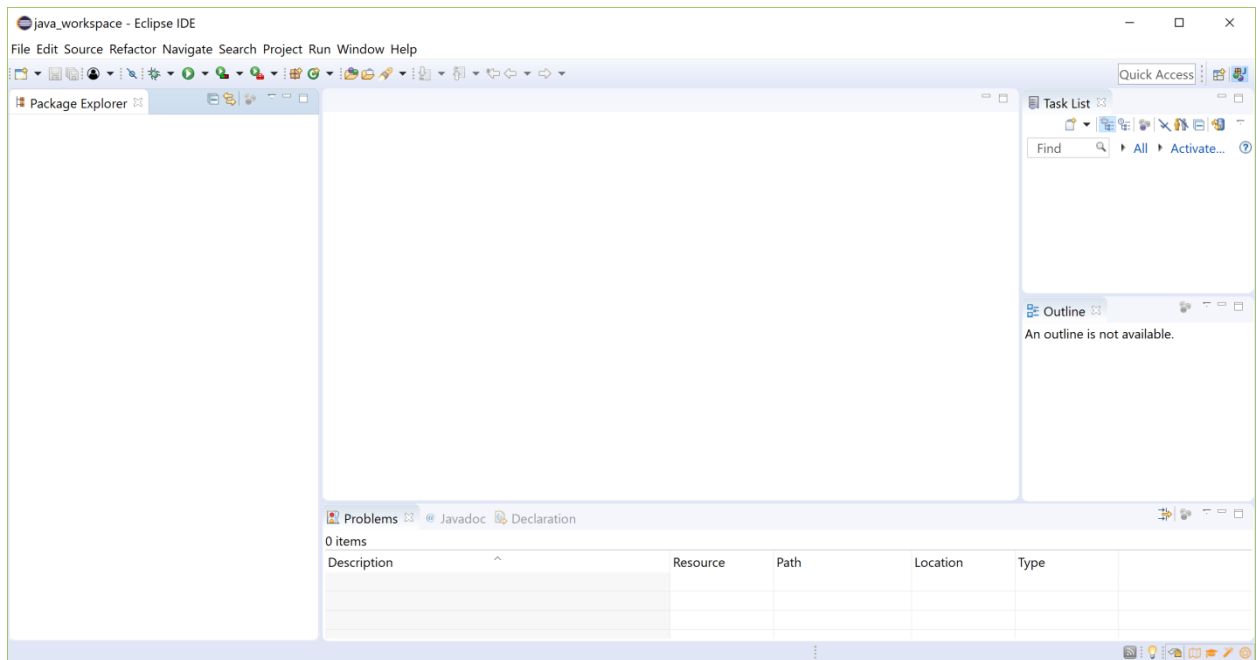 java_workspace - Eclipse IDE
File Edit Source Refactor Navigate Search Project Run Window Help
Quick Access
Package Explorer
Task List
Find All Activate...
Outline
An outline is not available.
Problems @ Javadoc Declaration
0 items
Description Resource Path Location Type